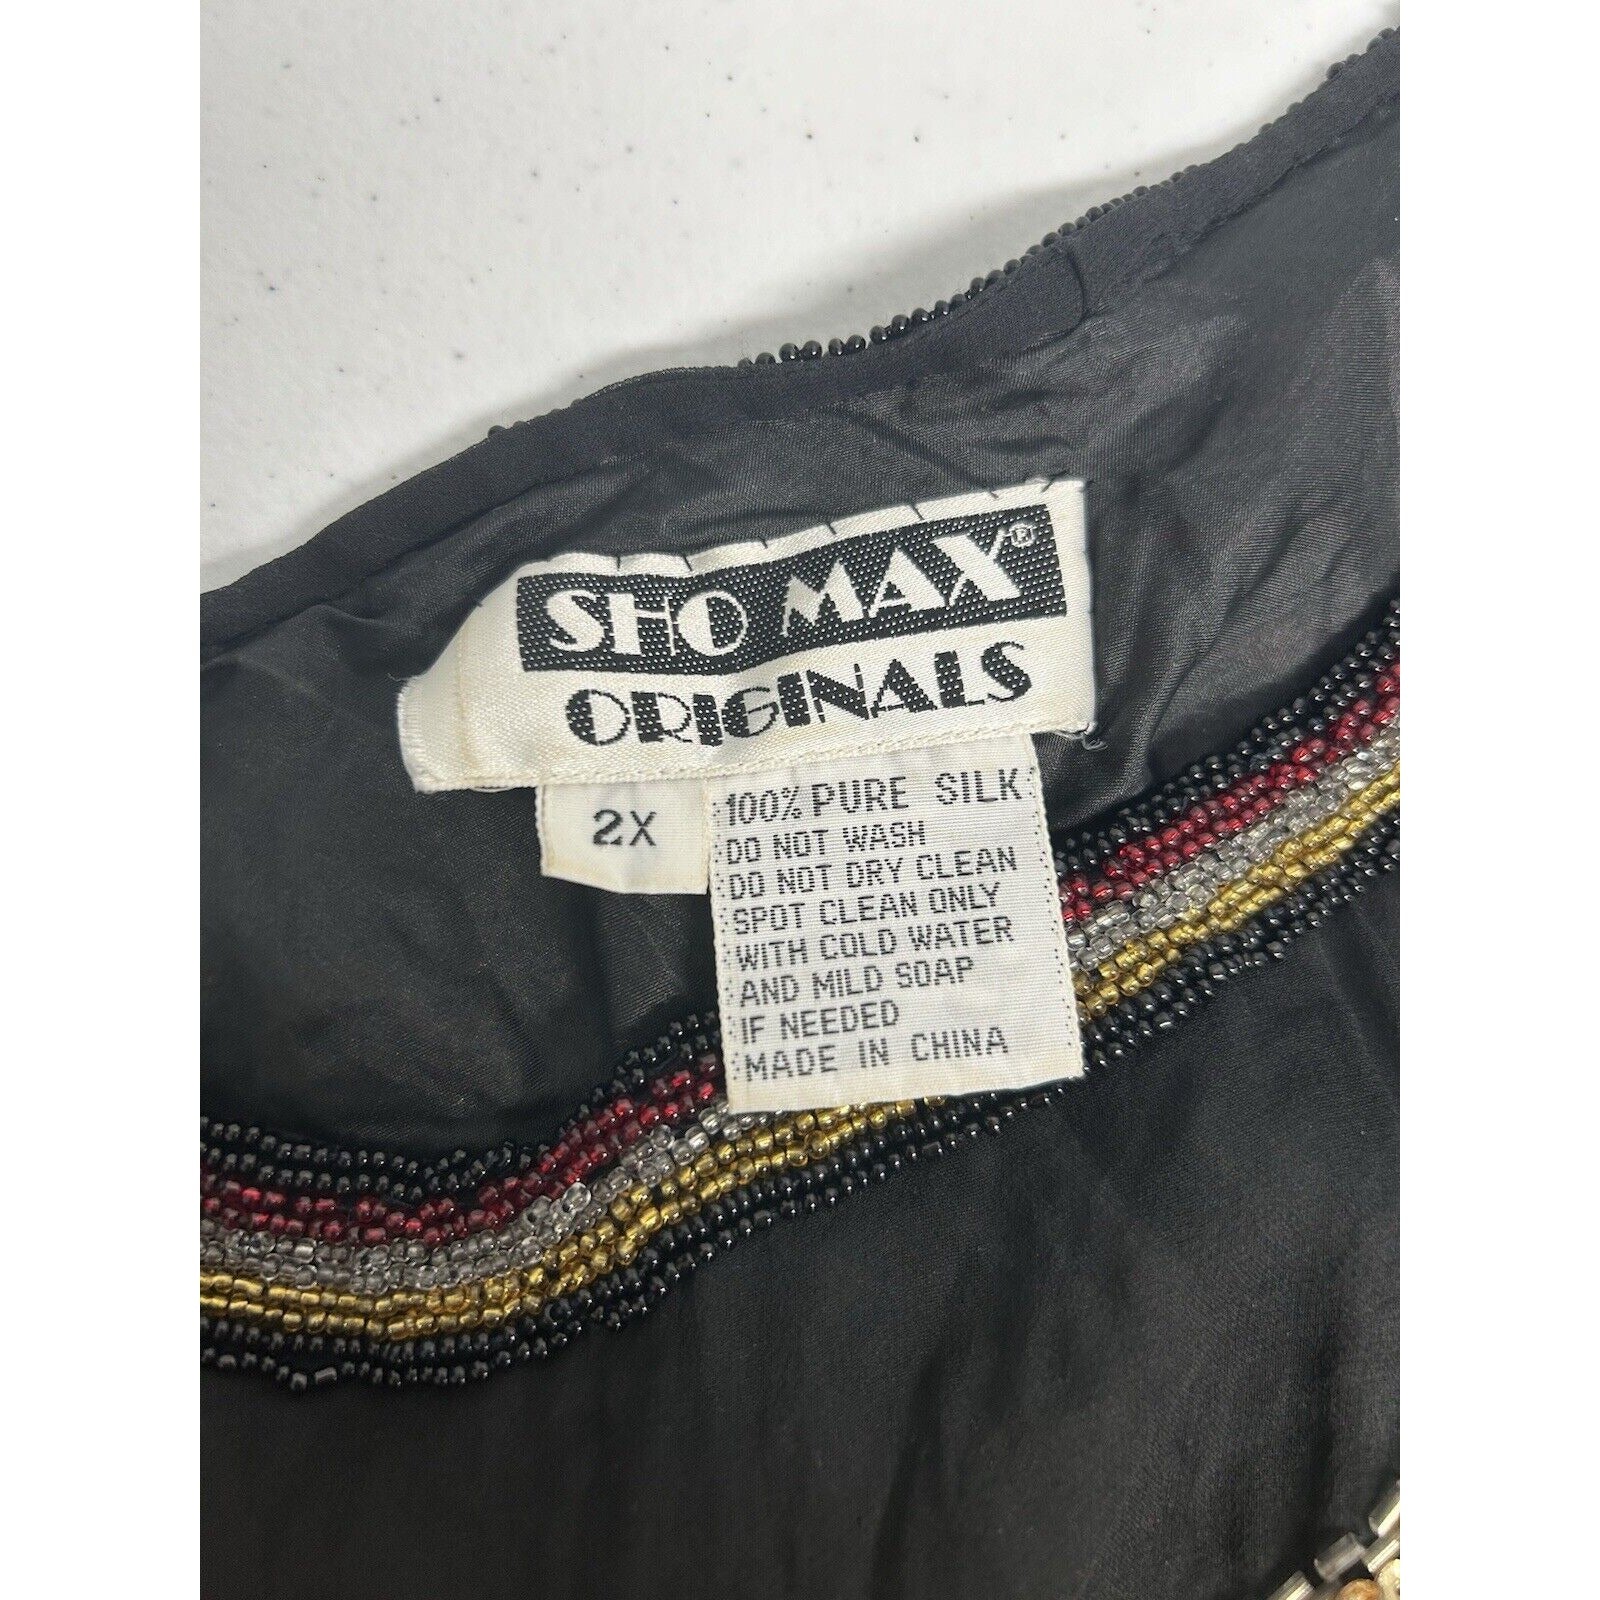 SHO MAX®
ORIGINALS
2X
100% PURE SILK
DO NOT WASH
DO NOT DRY CLEAN
SPOT CLEAN ONLY
WITH COLD WATER
AND MILD SOAP
IF NEEDED
MADE IN CHINA